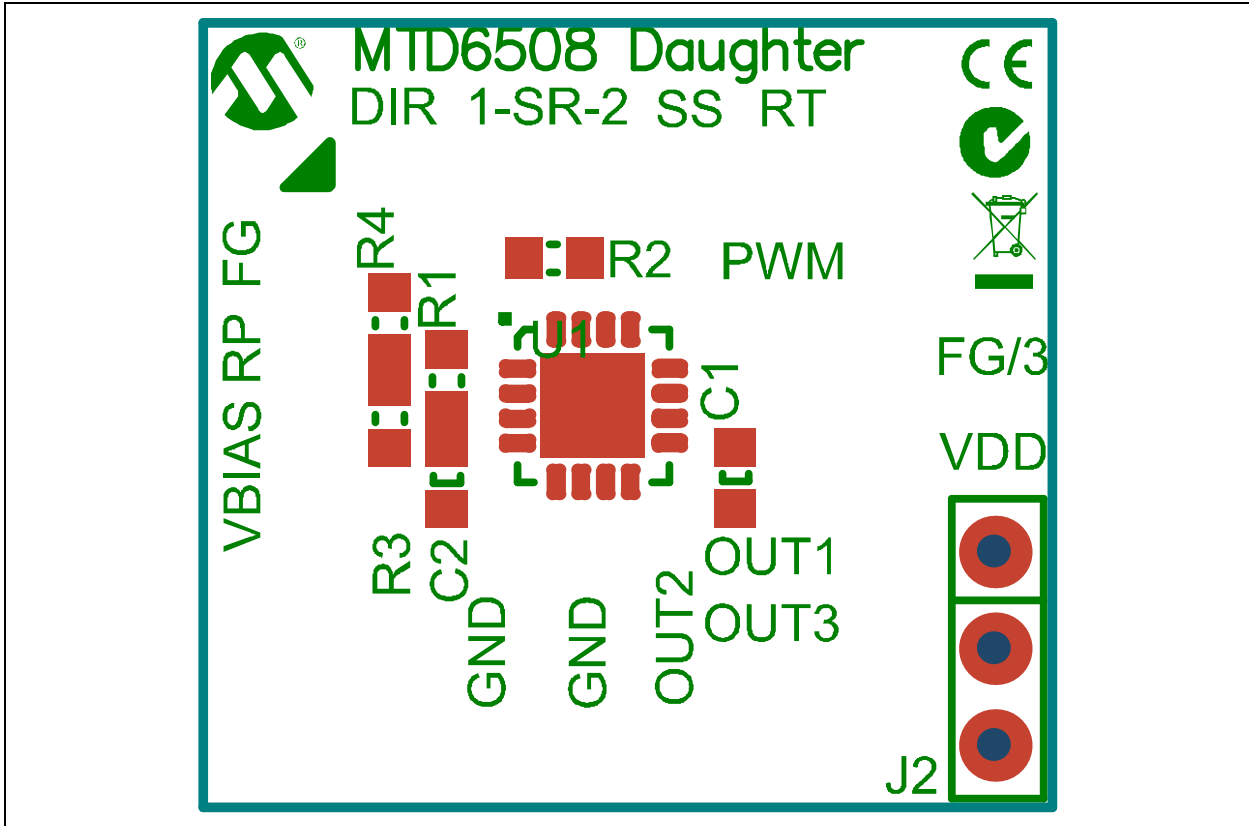 MTD6508 Daughter
DIR 1-SR-2 SS RT
®
CE
VBIAS RP FG
R4
R1
R2
PWM
U1
FG/3
C1
VDD
R3
C2
OUT1
OUT3
OUT2
GND
GND
J2